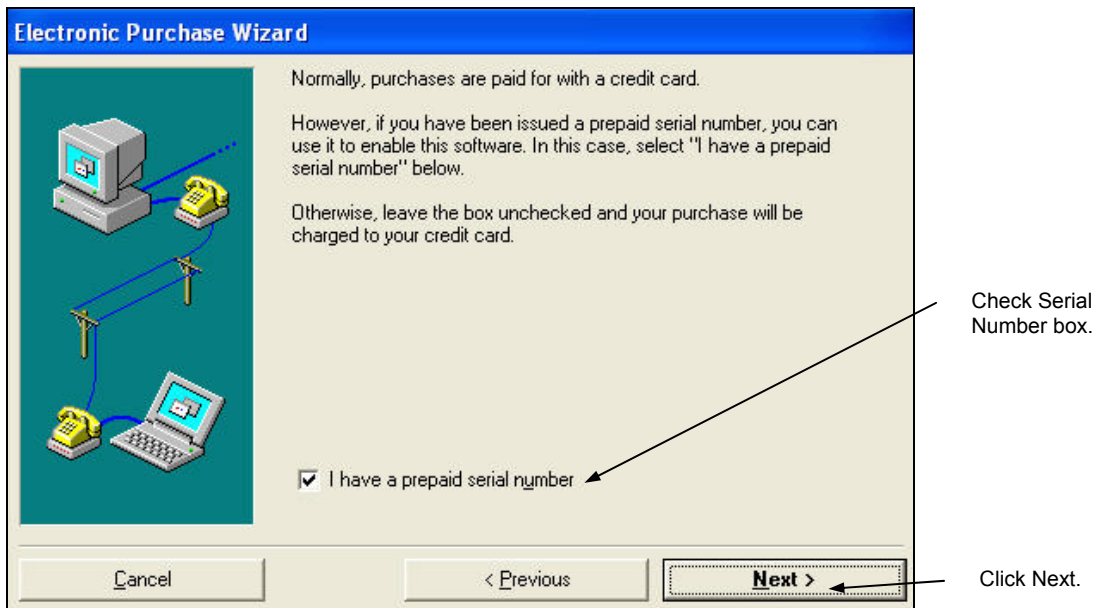 Electronic Purchase Wizard
Normally, purchases are paid for with a credit card.
However, if you have been issued a prepaid serial number, you can
use it to enable this software. In this case, select "I have a prepaid
serial number" below.
Otherwise, leave the box unchecked and your purchase will be
charged to your credit card.
Check Serial
Number box.
I have a prepaid serial number
Cancel
< Previous
Next >
Click Next.